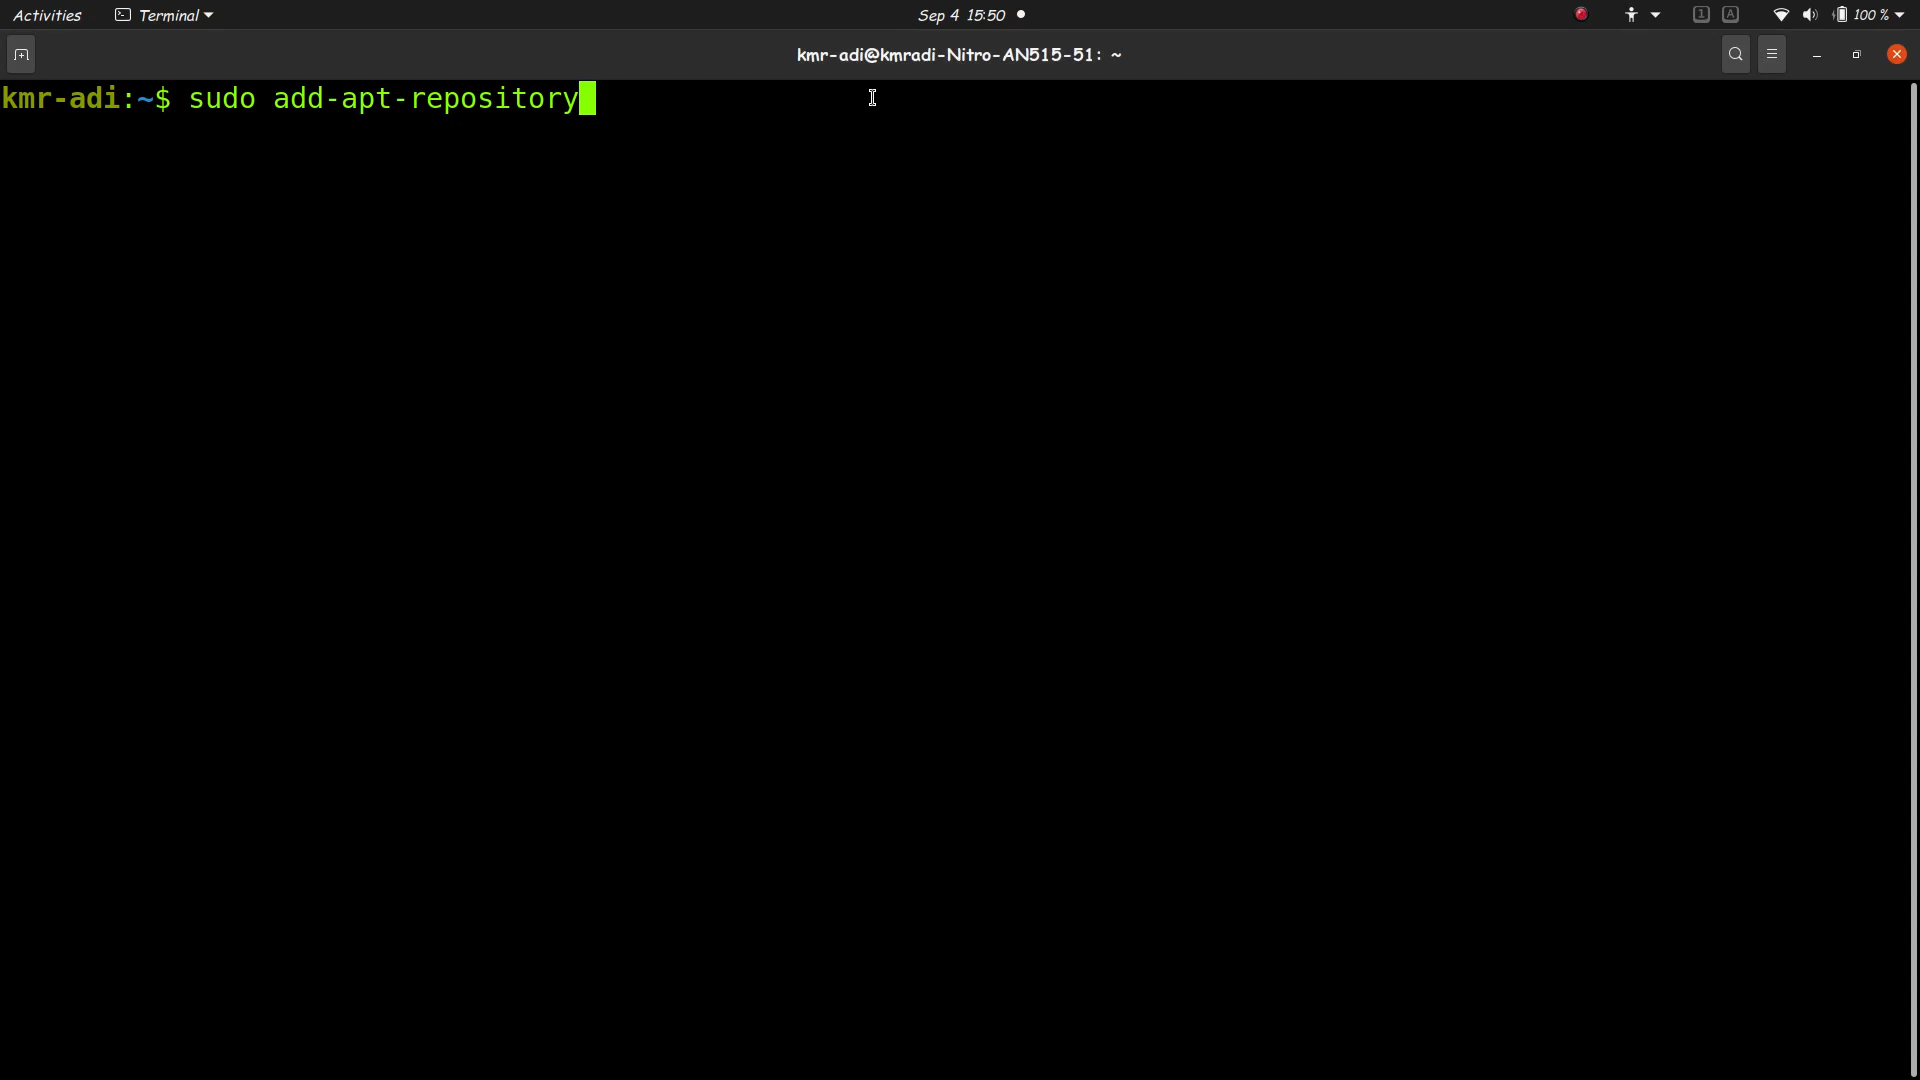 Activities Terminal Sep 4 15:50 1 A 100 %
kmr-adi@kmradi-Nitro-AN515-51: ~
kmr-adi:~$ sudo add-apt-repository